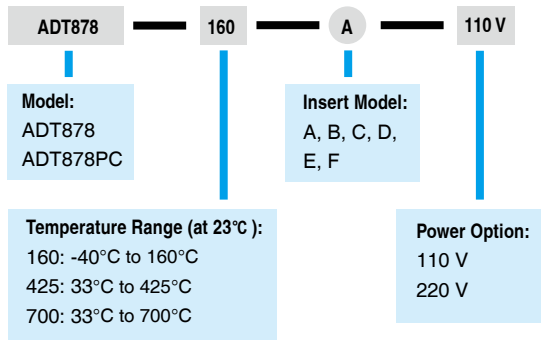 ADT878 160 A 110 V
Model:
ADT878
ADT878PC
Insert Model:
A, B, C, D,
E, F
Temperature Range (at 23℃ ):
160: -40°C to 160°C
425: 33°C to 425°C
700: 33°C to 700°C
Power Option:
110 V
220 V